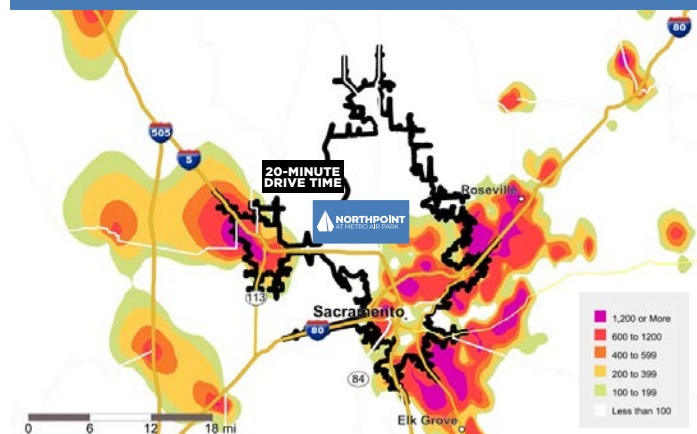 80
505
5
20-MINUTE
DRIVE TIME
Roseville
NORTHPOINT
AT METRO AIR PARK
113
Sacramento
80
84
Elk Grove
1,200 or More
600 to 1200
400 to 599
200 to 399
100 to 199
Less than 100
0 6 12 18 mi